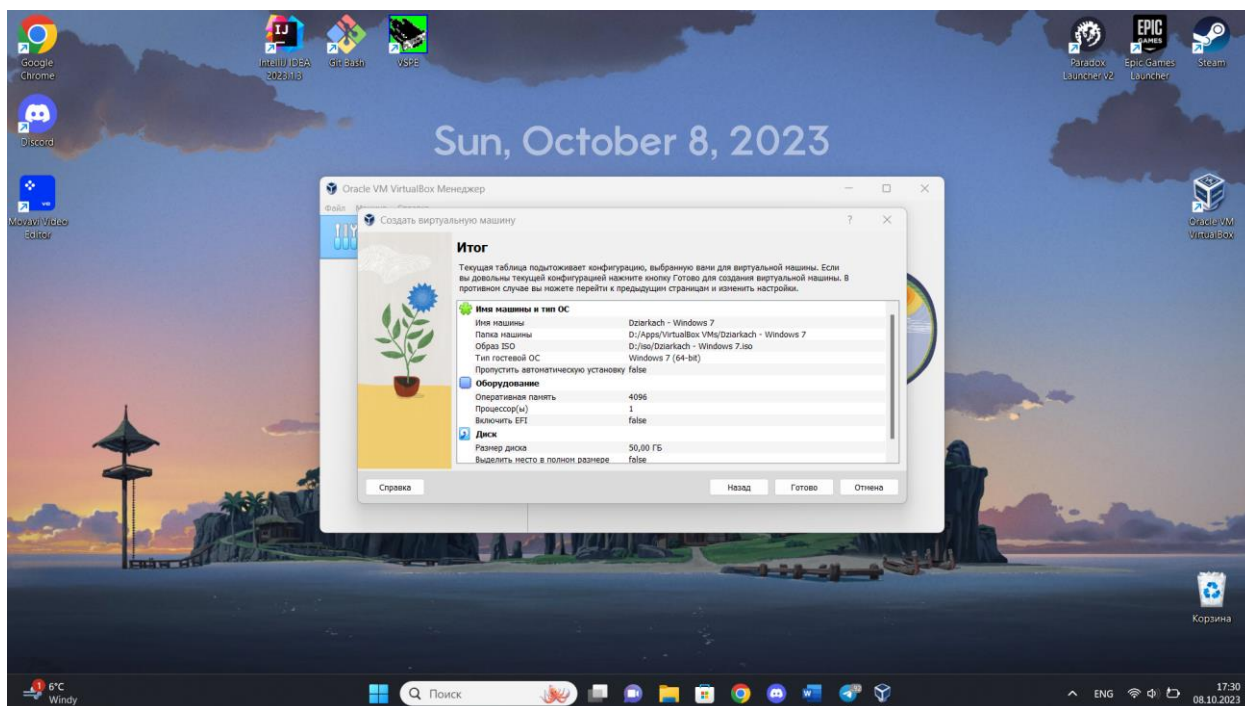 Google
Chrome
IntelliJ IDEA
2023.1.3
Git Bash
VSPE
Paradox
Launcher v2
EPIC
GAMES
Epic Games
Launcher
Steam
Discord
Sun, October 8, 2023
Movavi Video
Editor
Oracle VM
VirtualBox
Oracle VM VirtualBox Менеджер
Файл
Создать виртуальную машину
?
Итог
Текущая таблица подытоживает конфигурацию, выбранную вами для виртуальной машины. Если
вы довольны текущей конфигурацией нажмите кнопку Готово для создания виртуальной машины. В
противном случае вы можете перейти к предыдущим страницам и изменить настройки.
Имя машины и тип ОС
Имя машины Dziarkach - Windows 7
Папка машины D:/Apps/VirtualBox VMs/Dziarkach - Windows 7
Образ ISO D:/iso/Dziarkach - Windows 7.iso
Тип гостевой ОС Windows 7 (64-bit)
Пропустить автоматическую установку false
Оборудование
Оперативная память 4096
Процессор(ы) 1
Включить EFI false
Диск
Размер диска 50,00 ГБ
Выделить место в полном размере false
Справка
Назад
Готово
Отмена
Корзина
1
6°C
Windy
Поиск
ENG
17:30
08.10.2023